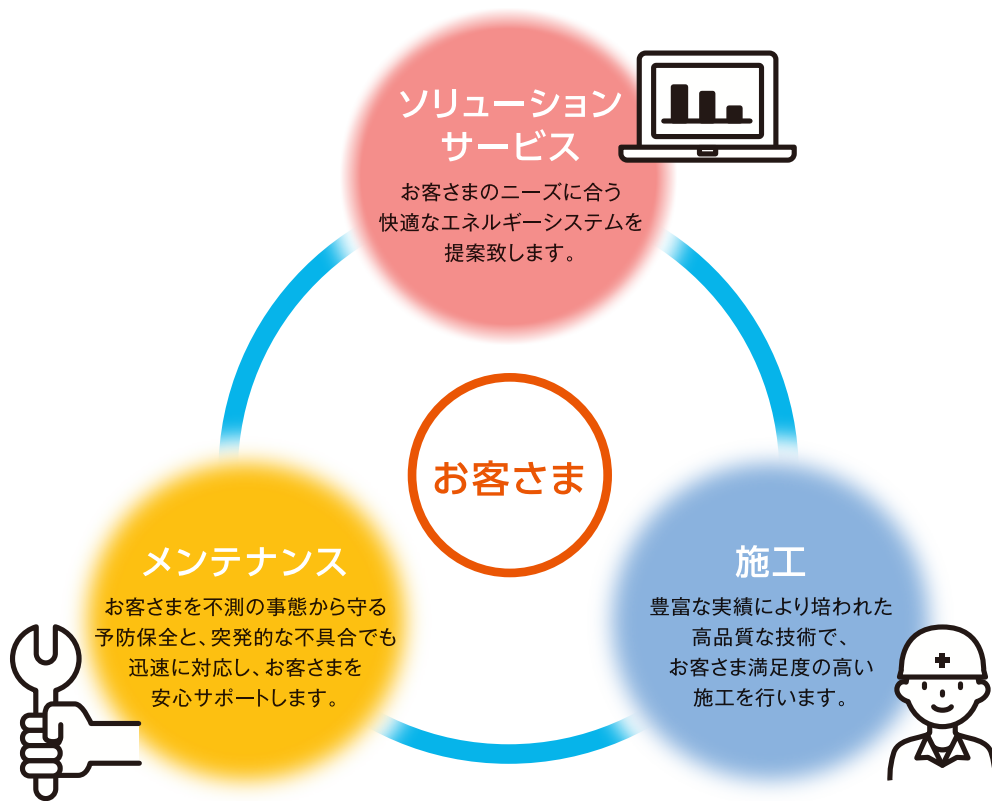 ソリューション
サービス
お客さまのニーズに合う
快適なエネルギーシステムを
提案致します。
お客さま
メンテナンス
お客さまを不測の事態から守る
予防保全と、突発的な不具合でも
迅速に対応し、お客さまを
安心サポートします。
施工
豊富な実績により培われた
高品質な技術で、
お客さま満足度の高い
施工を行います。